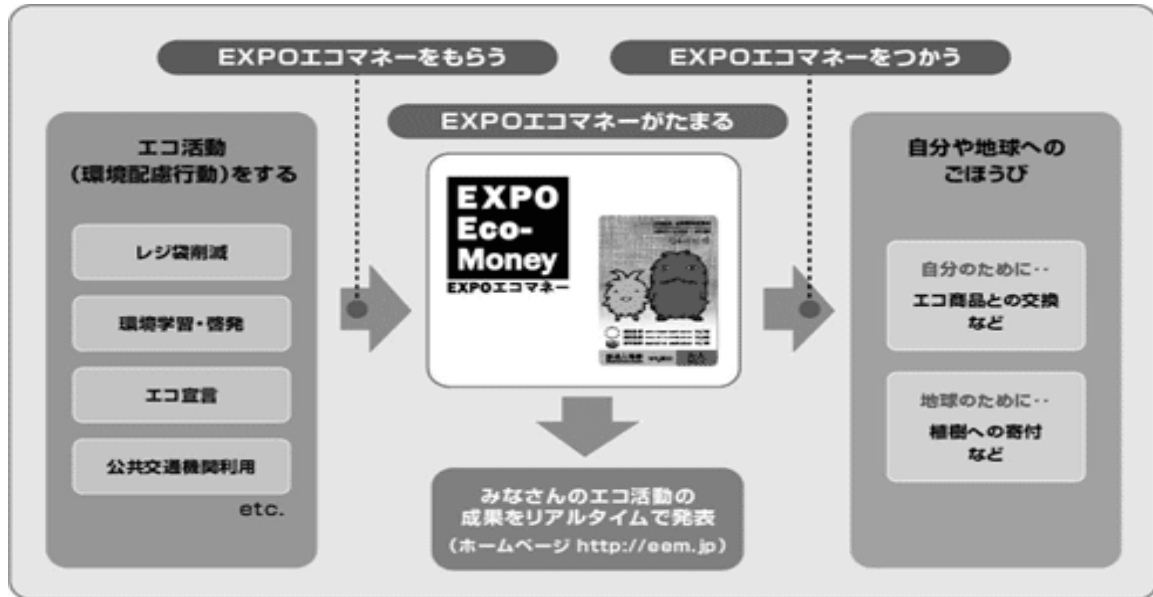 EXPOエコマネーをもらう
EXPOエコマネーをつかう
EXPOエコマネーがたまる
エコ活動
(環境配慮行動)をする
レジ袋削減
環境学習・啓発
エコ宣言
公共交通機関利用
etc.
EXPO
Eco-
Money
EXPOエコマネー
みなさんのエコ活動の
成果をリアルタイムで発表
(ホームページ http://eem.jp)
自分や地球への
ごほうび
自分のために‥
エコ商品との交換
など
地球のために‥
植樹への寄付
など